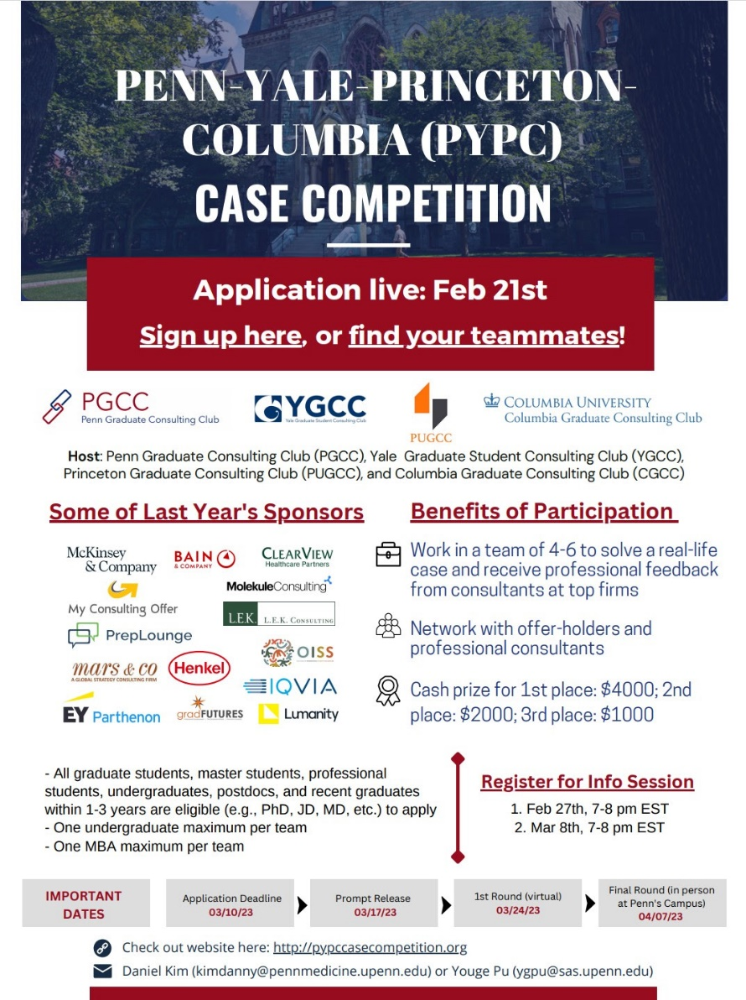 PENN-YALE-PRINCETON-
COLUMBIA (PYPC)
CASE COMPETITION
Application live: Feb 21st
Sign up here, or find your teammates!
PGCC
Penn Graduate Consulting Club
YGCC
Yale Graduate Student Consulting Club
PUGCC
COLUMBIA UNIVERSITY
Columbia Graduate Consulting Club
Host: Penn Graduate Consulting Club (PGCC), Yale Graduate Student Consulting Club (YGCC),
Princeton Graduate Consulting Club (PUGCC), and Columbia Graduate Consulting Club (CGCC)
Some of Last Year's Sponsors
McKinsey
& Company
BAIN
& COMPANY
CLEARVIEW
Healthcare Partners
My Consulting Offer
MolekuleConsulting
L.E.K. L.E.K. CONSULTING
PrepLounge
OISS
mars & co
A GLOBAL STRATEGY CONSULTING FIRM
Henkel
IQVIA
EY Parthenon
gradFUTURES
Lumanity
Benefits of Participation
Work in a team of 4-6 to solve a real-life
case and receive professional feedback
from consultants at top firms
Network with offer-holders and
professional consultants
Cash prize for 1st place: $4000; 2nd
place: $2000; 3rd place: $1000
- All graduate students, master students, professional
students, undergraduates, postdocs, and recent graduates
within 1-3 years are eligible (e.g., PhD, JD, MD, etc.) to apply
- One undergraduate maximum per team
- One MBA maximum per team
Register for Info Session
1. Feb 27th, 7-8 pm EST
2. Mar 8th, 7-8 pm EST
IMPORTANT
DATES
Application Deadline
03/10/23
Prompt Release
03/17/23
1st Round (virtual)
03/24/23
Final Round (in person
at Penn's Campus)
04/07/23
Check out website here: http://pypccasecompetition.org
Daniel Kim (kimdanny@pennmedicine.upenn.edu) or Youge Pu (ygpu@sas.upenn.edu)